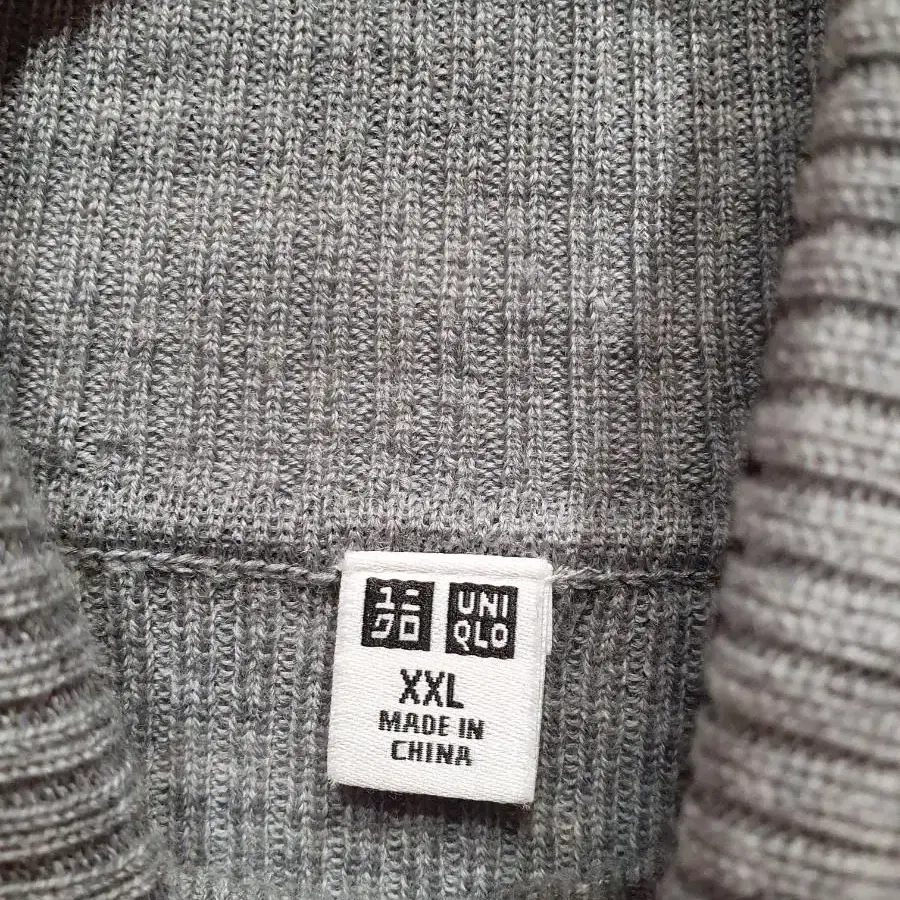 ユニ UNI
クロ QLO
XXL
MADE IN
CHINA